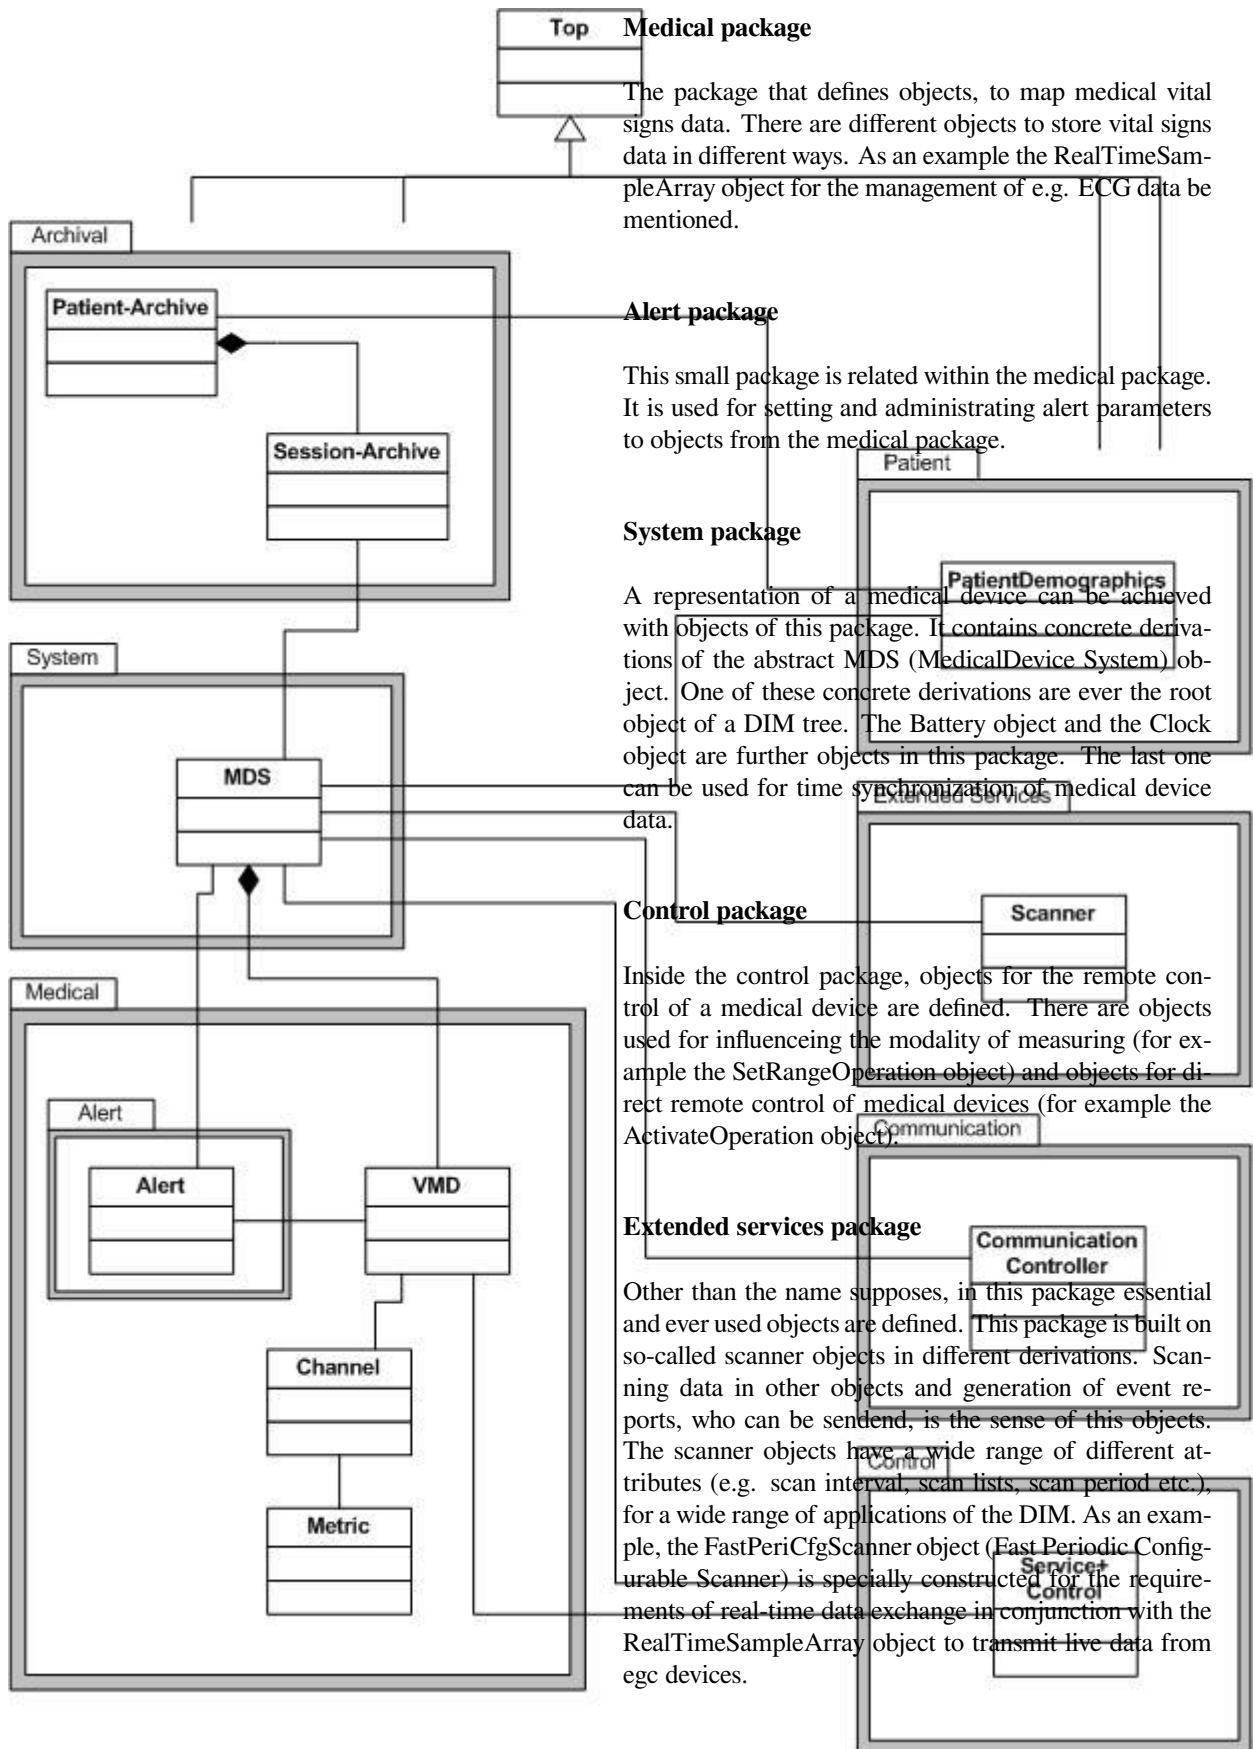 Top
Archival
Patient-Archive
Session-Archive
System
MDS
Medical
Alert
Alert
VMD
Channel
Metric
Patient
PatientDemographics
Extended Services
Scanner
Communication
Communication
Controller
Control
Service+
Control
Medical package
The package that defines objects, to map medical vital
signs data. There are different objects to store vital signs
data in different ways. As an example the RealTimeSam-
pleArray object for the management of e.g. ECG data be
mentioned.
Alert package
This small package is related within the medical package.
It is used for setting and administrating alert parameters
to objects from the medical package.
System package
A representation of a medical device can be achieved
with objects of this package. It contains concrete deriva-
tions of the abstract MDS (MedicalDevice System) ob-
ject. One of these concrete derivations are ever the root
object of a DIM tree. The Battery object and the Clock
object are further objects in this package. The last one
can be used for time synchronization of medical device
data.
Control package
Inside the control package, objects for the remote con-
trol of a medical device are defined. There are objects
used for influenceing the modality of measuring (for ex-
ample the SetRangeOperation object) and objects for di-
rect remote control of medical devices (for example the
ActivateOperation object).
Extended services package
Other than the name supposes, in this package essential
and ever used objects are defined. This package is built on
so-called scanner objects in different derivations. Scan-
ning data in other objects and generation of event re-
ports, who can be sendend, is the sense of this objects.
The scanner objects have a wide range of different at-
tributes (e.g. scan interval, scan lists, scan period etc.),
for a wide range of applications of the DIM. As an exam-
ple, the FastPeriCfgScanner object (Fast Periodic Config-
urable Scanner) is specially constructed for the require-
ments of real-time data exchange in conjunction with the
RealTimeSampleArray object to transmit live data from
egc devices.